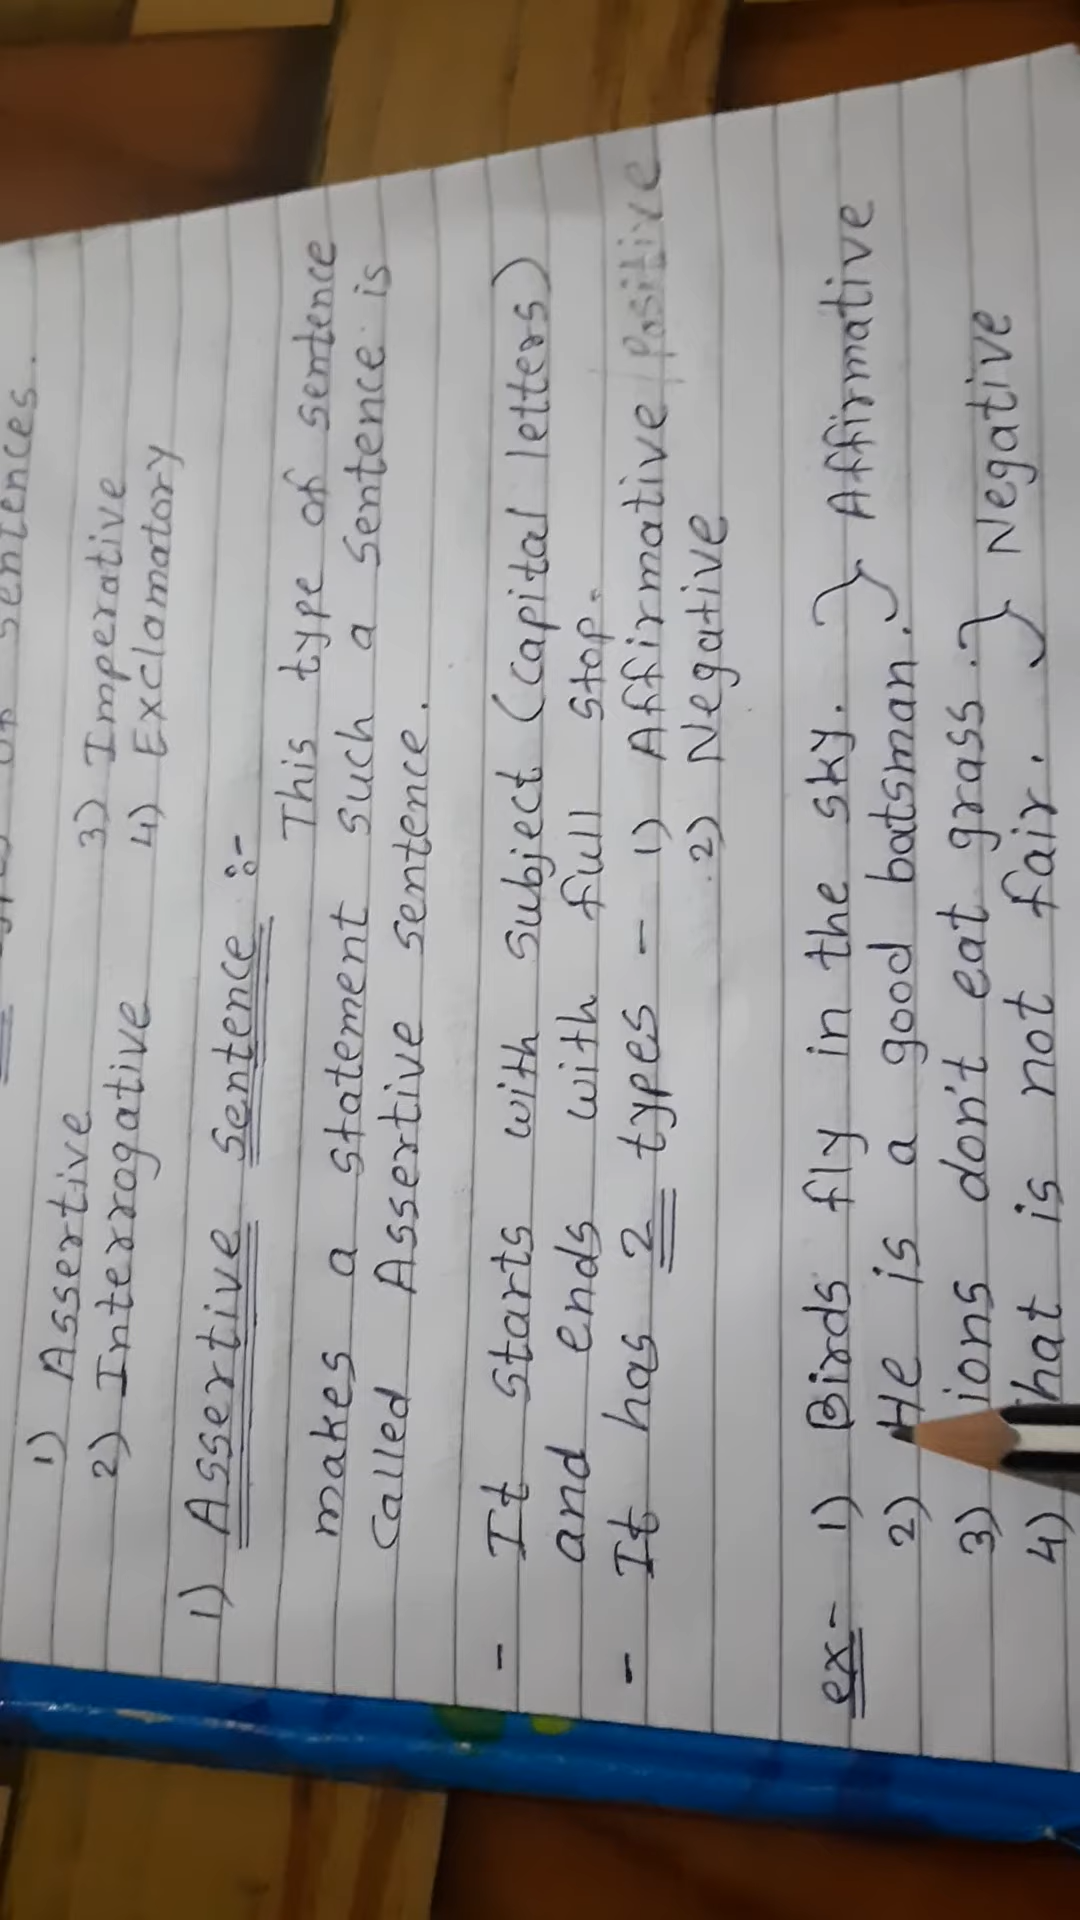 sentences.
1) Assertive 3) Imperative
2) Interrogative 4) Exclamatory
1) Assertive sentence :-
This type of sentence
makes a statement such a sentence is
called Assertive sentence.
- It starts with subject (capital letters)
and ends with full stop.
- It has 2 types - 1) Affirmative / Positive
2) Negative
ex- 1) Birds fly in the sky. } Affirmative
2) He is a good batsman.
3) ions don't eat grass. } Negative
4) hat is not fair.